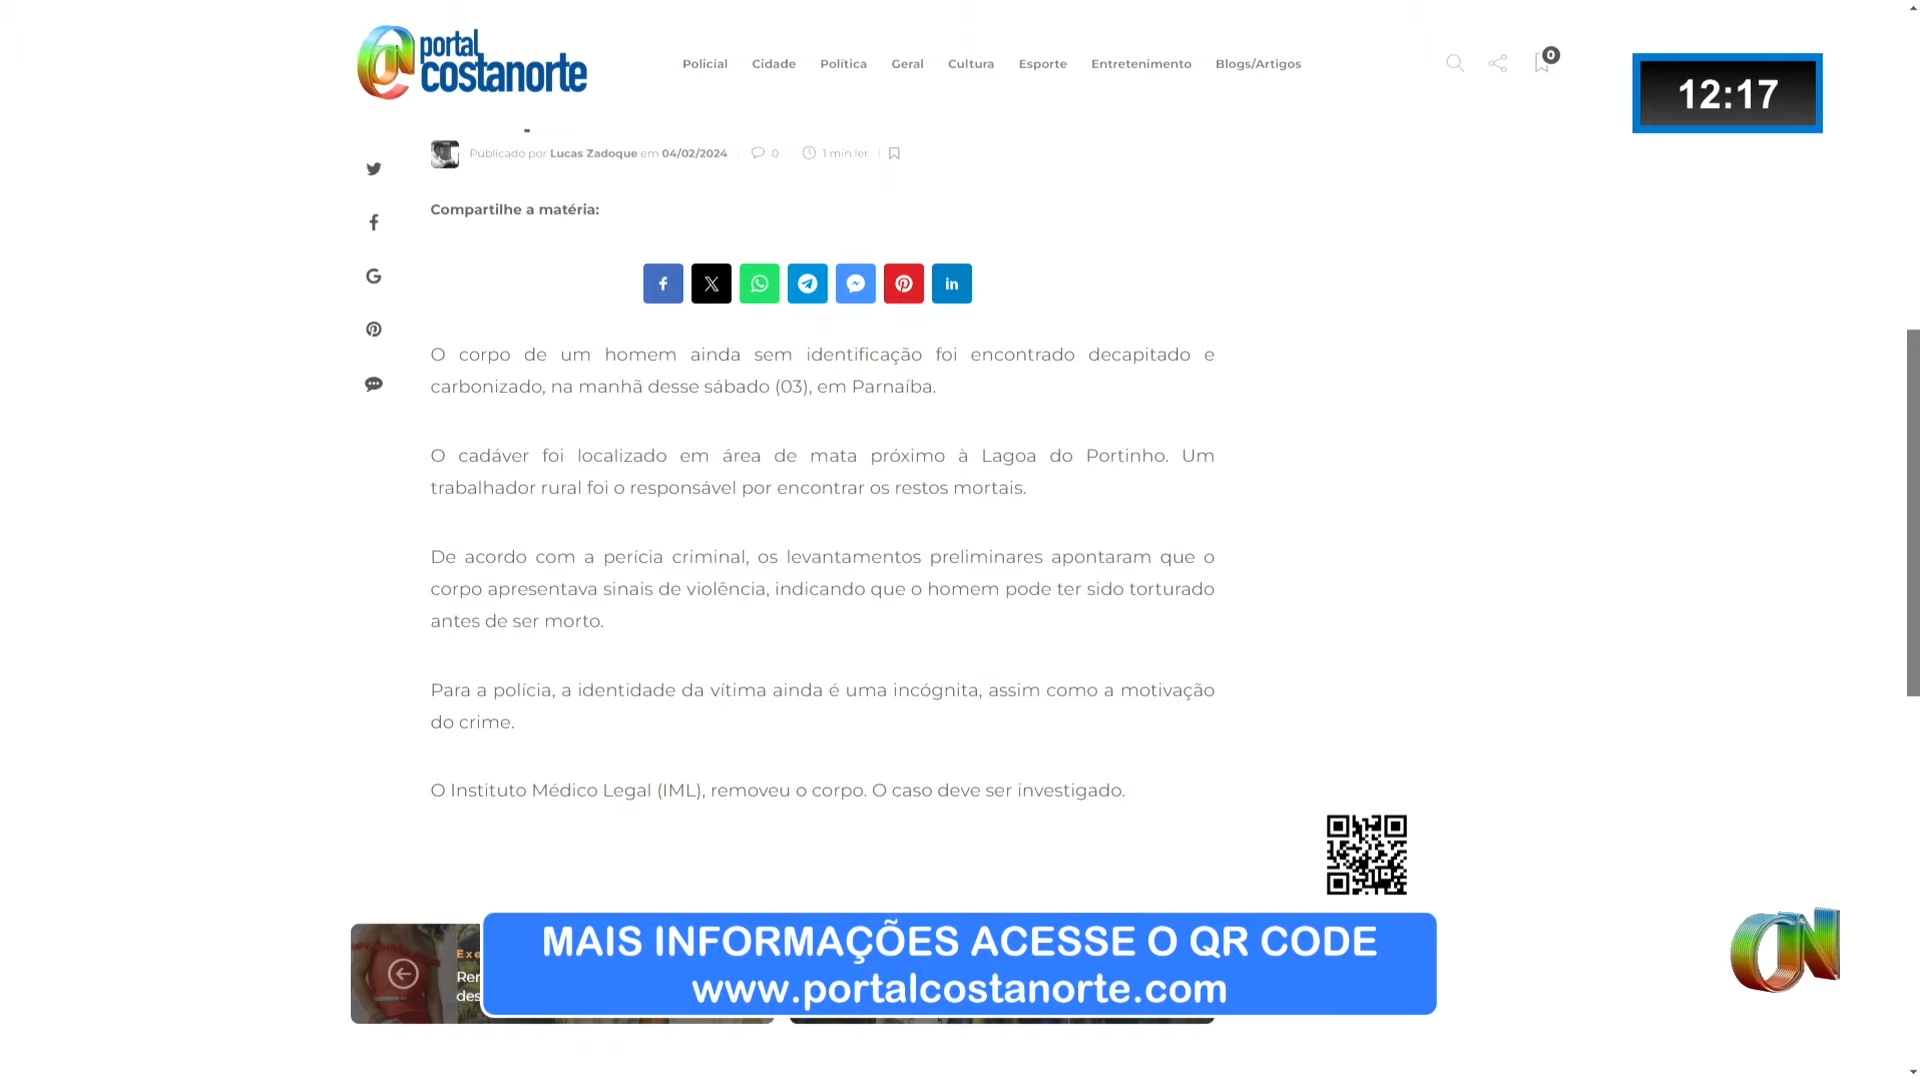 portal
costanorte
Policial Cidade Política Geral Cultura Esporte Entretenimento Blogs/Artigos
0
12:17
Publicado por Lucas Zadoque em 04/02/2024 0 1 min ler
Compartilhe a matéria:
O corpo de um homem ainda sem identificação foi encontrado decapitado e
carbonizado, na manhã desse sábado (03), em Parnaíba.
O cadáver foi localizado em área de mata próximo à Lagoa do Portinho. Um
trabalhador rural foi o responsável por encontrar os restos mortais.
De acordo com a perícia criminal, os levantamentos preliminares apontaram que o
corpo apresentava sinais de violência, indicando que o homem pode ter sido torturado
antes de ser morto.
Para a polícia, a identidade da vítima ainda é uma incógnita, assim como a motivação
do crime.
O Instituto Médico Legal (IML), removeu o corpo. O caso deve ser investigado.
MAIS INFORMAÇÕES ACESSE O QR CODE
www.portalcostanorte.com
CN